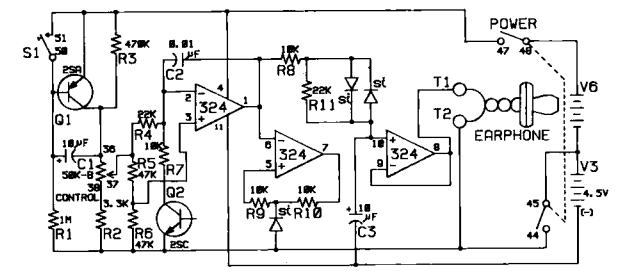 S1
51
50
470K
R3
2SA
Q1
10µF
C1
50K-B
36
38
37
CONTROL
1M
R1
3.3K
R2
22K
R4
10K
R5
47K
R6
47K
R7
0.01
µF
C2
Q2
2SC
2
3
4
324
11
1
10K
R8
22K
R11
Si
Si
6
5
324
7
10K
R9
Si
10K
R10
+
10
µF
C3
10
9
324
8
POWER
47
48
T1
T2
EARPHONE
V6
V3
4.5V
(-)
45
44